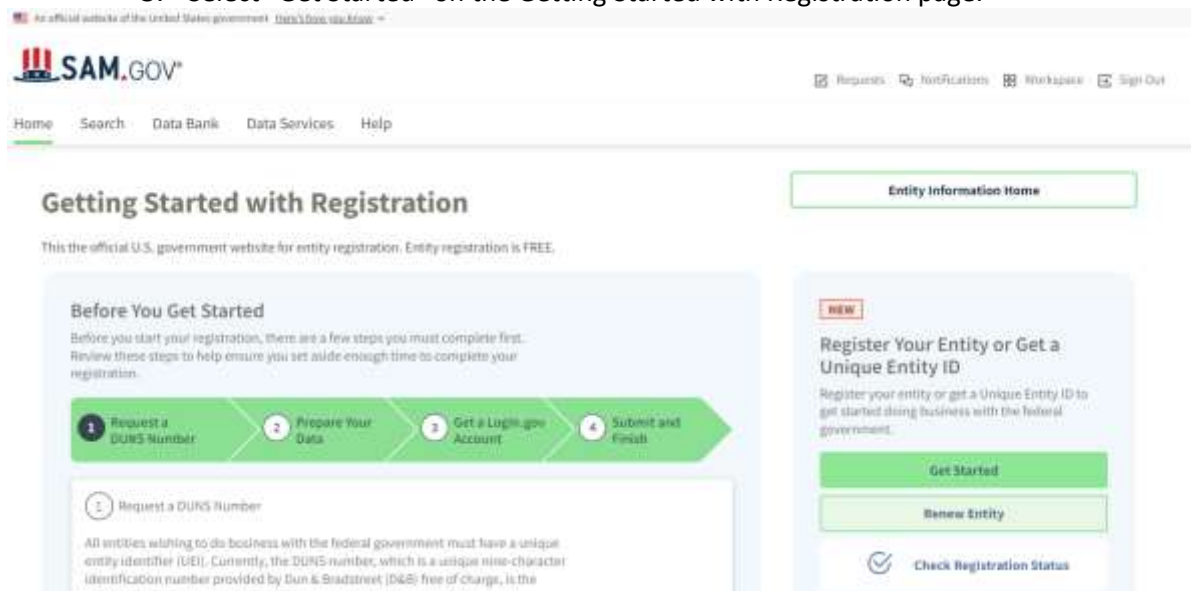 Select "Get Started" on the Getting Started with Registration page.
An official website of the United States government Here's how you know
SAM.GOV®
Requests Notifications Workspace Sign Out
Home Search Data Bank Data Services Help
Getting Started with Registration
Entity Information Home
This the official U.S. government website for entity registration. Entity registration is FREE.
Before You Get Started
Before you start your registration, there are a few steps you must complete first.
Review these steps to help ensure you set aside enough time to complete your
registration.
1 Request a
DUNS Number
2 Prepare Your
Data
3 Get a Login.gov
Account
4 Submit and
Finish
1 Request a DUNS Number
All entities wishing to do business with the federal government must have a unique
entity identifier (UEI). Currently, the DUNS number, which is a unique nine-character
identification number provided by Dun & Bradstreet (D&B) free of charge, is the
NEW
Register Your Entity or Get a
Unique Entity ID
Register your entity or get a Unique Entity ID to
get started doing business with the federal
government.
Get Started
Renew Entity
Check Registration Status